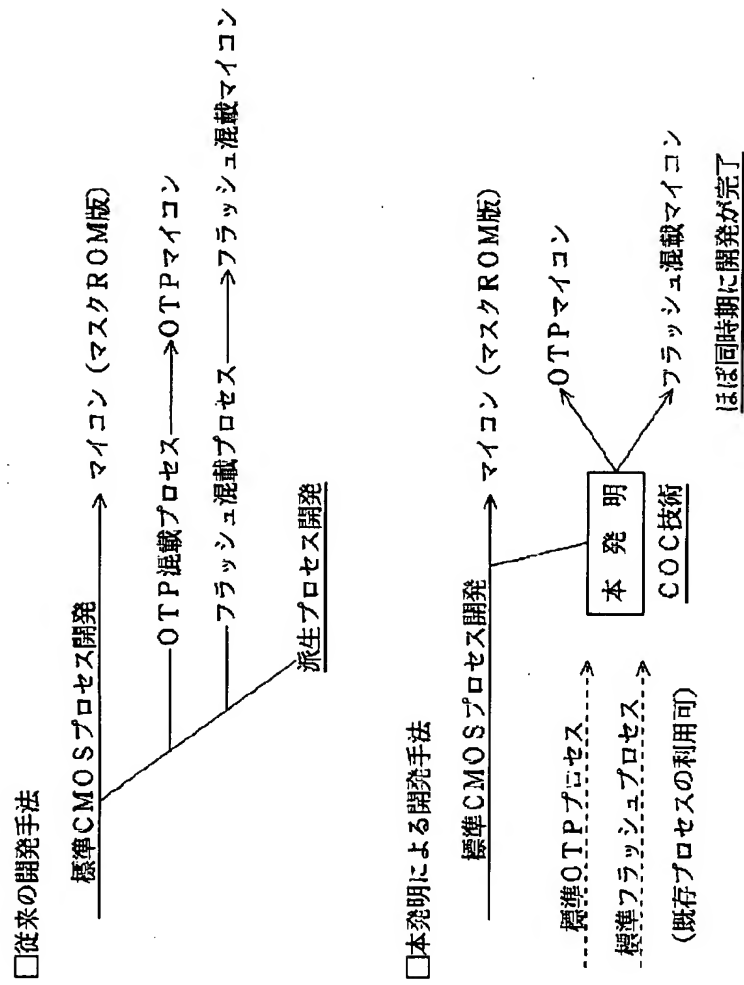 □従来の開発手法
標準CMOSプロセス開発
マイコン（マスクROM版）
OTP混載プロセス
OTPマイコン
フラッシュ混載プロセス
フラッシュ混載マイコン
派生プロセス開発
□本発明による開発手法
標準CMOSプロセス開発
マイコン（マスクROM版）
標準OTPプロセス
標準フラッシュプロセス
（既存プロセスの利用可）
本発明
COC技術
OTPマイコン
フラッシュ混載マイコン
ほぼ同時期に開発が完了